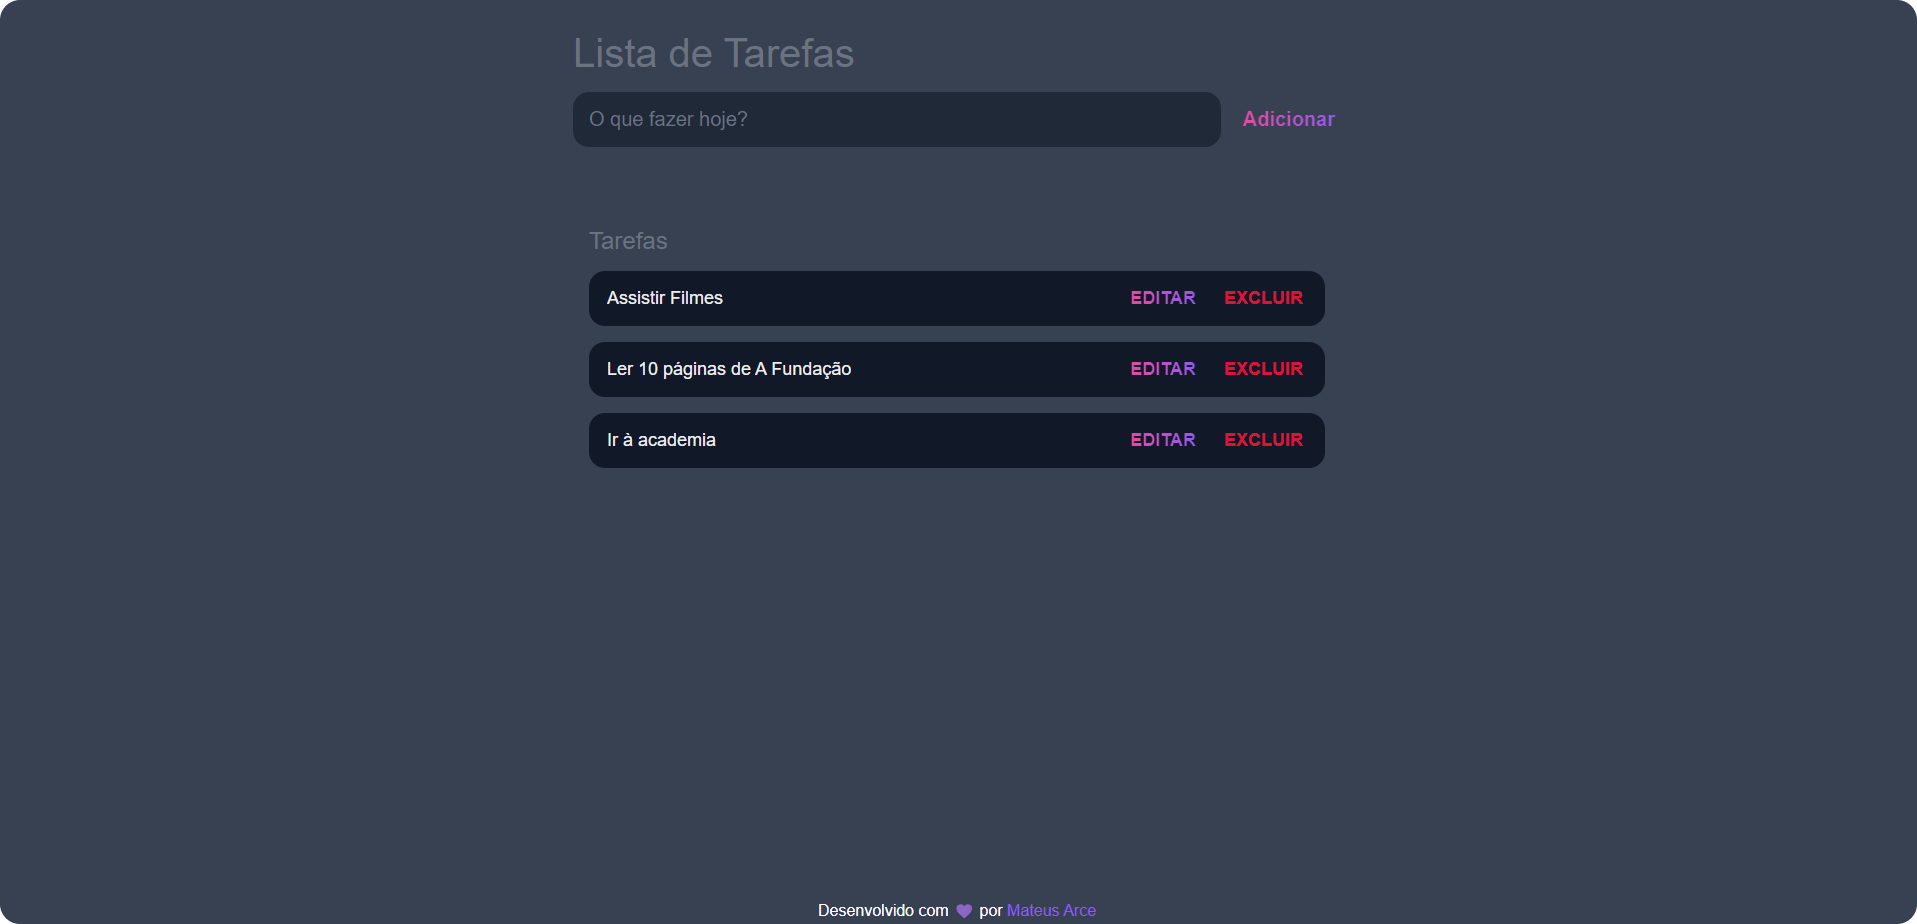 Lista de Tarefas
O que fazer hoje? Adicionar
Tarefas
Assistir Filmes EDITAR EXCLUIR
Ler 10 páginas de A Fundação EDITAR EXCLUIR
Ir à academia EDITAR EXCLUIR
Desenvolvido com 💜 por Mateus Arce